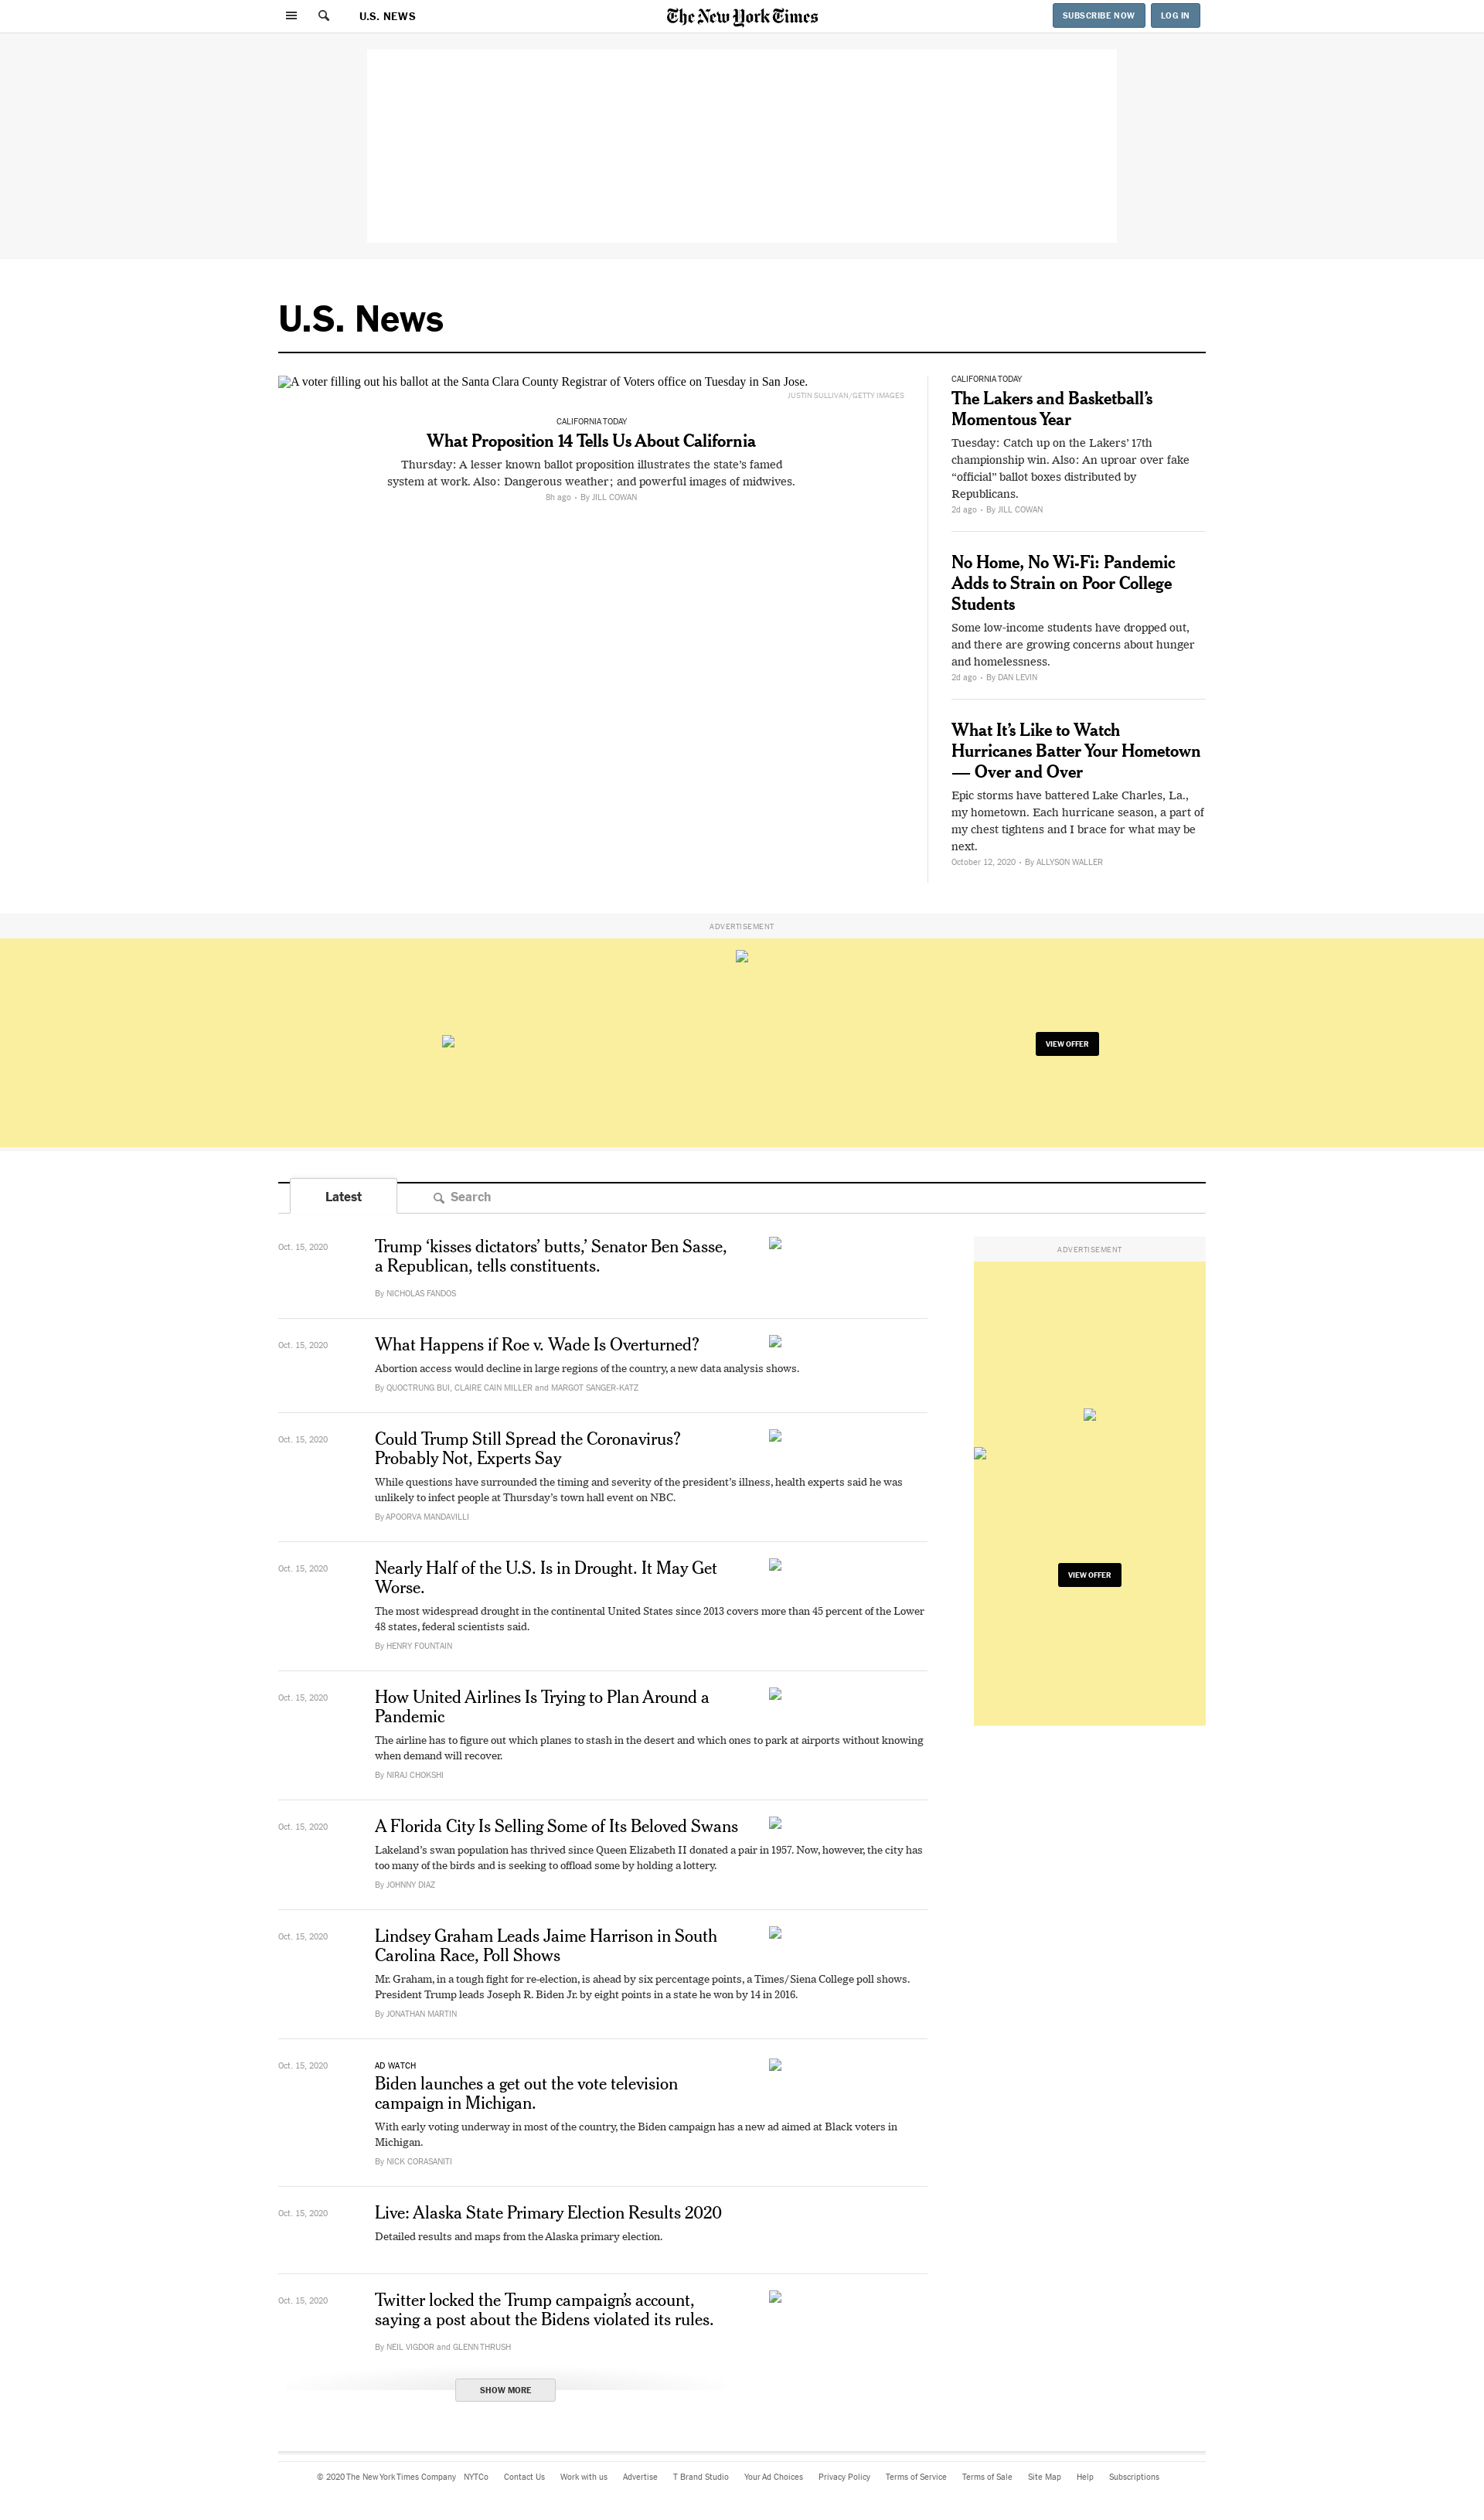 U.S. NEWS
The New York Times
SUBSCRIBE NOW
LOG IN
U.S. News
A voter filling out his ballot at the Santa Clara County Registrar of Voters office on Tuesday in San Jose.
JUSTIN SULLIVAN/GETTY IMAGES
CALIFORNIA TODAY
What Proposition 14 Tells Us About California
Thursday: A lesser known ballot proposition illustrates the state’s famed
system at work. Also: Dangerous weather; and powerful images of midwives.
8h ago • By JILL COWAN
CALIFORNIA TODAY
The Lakers and Basketball’s
Momentous Year
Tuesday: Catch up on the Lakers’ 17th
championship win. Also: An uproar over fake
“official” ballot boxes distributed by
Republicans.
2d ago • By JILL COWAN
No Home, No Wi-Fi: Pandemic
Adds to Strain on Poor College
Students
Some low-income students have dropped out,
and there are growing concerns about hunger
and homelessness.
2d ago • By DAN LEVIN
What It’s Like to Watch
Hurricanes Batter Your Hometown
— Over and Over
Epic storms have battered Lake Charles, La.,
my hometown. Each hurricane season, a part of
my chest tightens and I brace for what may be
next.
October 12, 2020 • By ALLYSON WALLER
ADVERTISEMENT
VIEW OFFER
Latest
Search
Oct. 15, 2020
Trump ‘kisses dictators’ butts,’ Senator Ben Sasse,
a Republican, tells constituents.
By NICHOLAS FANDOS
Oct. 15, 2020
What Happens if Roe v. Wade Is Overturned?
Abortion access would decline in large regions of the country, a new data analysis shows.
By QUOCTRUNG BUI, CLAIRE CAIN MILLER and MARGOT SANGER-KATZ
Oct. 15, 2020
Could Trump Still Spread the Coronavirus?
Probably Not, Experts Say
While questions have surrounded the timing and severity of the president’s illness, health experts said he was
unlikely to infect people at Thursday’s town hall event on NBC.
By APOORVA MANDAVILLI
Oct. 15, 2020
Nearly Half of the U.S. Is in Drought. It May Get
Worse.
The most widespread drought in the continental United States since 2013 covers more than 45 percent of the Lower
48 states, federal scientists said.
By HENRY FOUNTAIN
Oct. 15, 2020
How United Airlines Is Trying to Plan Around a
Pandemic
The airline has to figure out which planes to stash in the desert and which ones to park at airports without knowing
when demand will recover.
By NIRAJ CHOKSHI
Oct. 15, 2020
A Florida City Is Selling Some of Its Beloved Swans
Lakeland’s swan population has thrived since Queen Elizabeth II donated a pair in 1957. Now, however, the city has
too many of the birds and is seeking to offload some by holding a lottery.
By JOHNNY DIAZ
Oct. 15, 2020
Lindsey Graham Leads Jaime Harrison in South
Carolina Race, Poll Shows
Mr. Graham, in a tough fight for re-election, is ahead by six percentage points, a Times/Siena College poll shows.
President Trump leads Joseph R. Biden Jr. by eight points in a state he won by 14 in 2016.
By JONATHAN MARTIN
Oct. 15, 2020
AD WATCH
Biden launches a get out the vote television
campaign in Michigan.
With early voting underway in most of the country, the Biden campaign has a new ad aimed at Black voters in
Michigan.
By NICK CORASANITI
Oct. 15, 2020
Live: Alaska State Primary Election Results 2020
Detailed results and maps from the Alaska primary election.
Oct. 15, 2020
Twitter locked the Trump campaign’s account,
saying a post about the Bidens violated its rules.
By NEIL VIGDOR and GLENN THRUSH
SHOW MORE
ADVERTISEMENT
VIEW OFFER
© 2020 The New York Times Company NYTCo Contact Us Work with us Advertise T Brand Studio Your Ad Choices Privacy Policy Terms of Service Terms of Sale Site Map Help Subscriptions